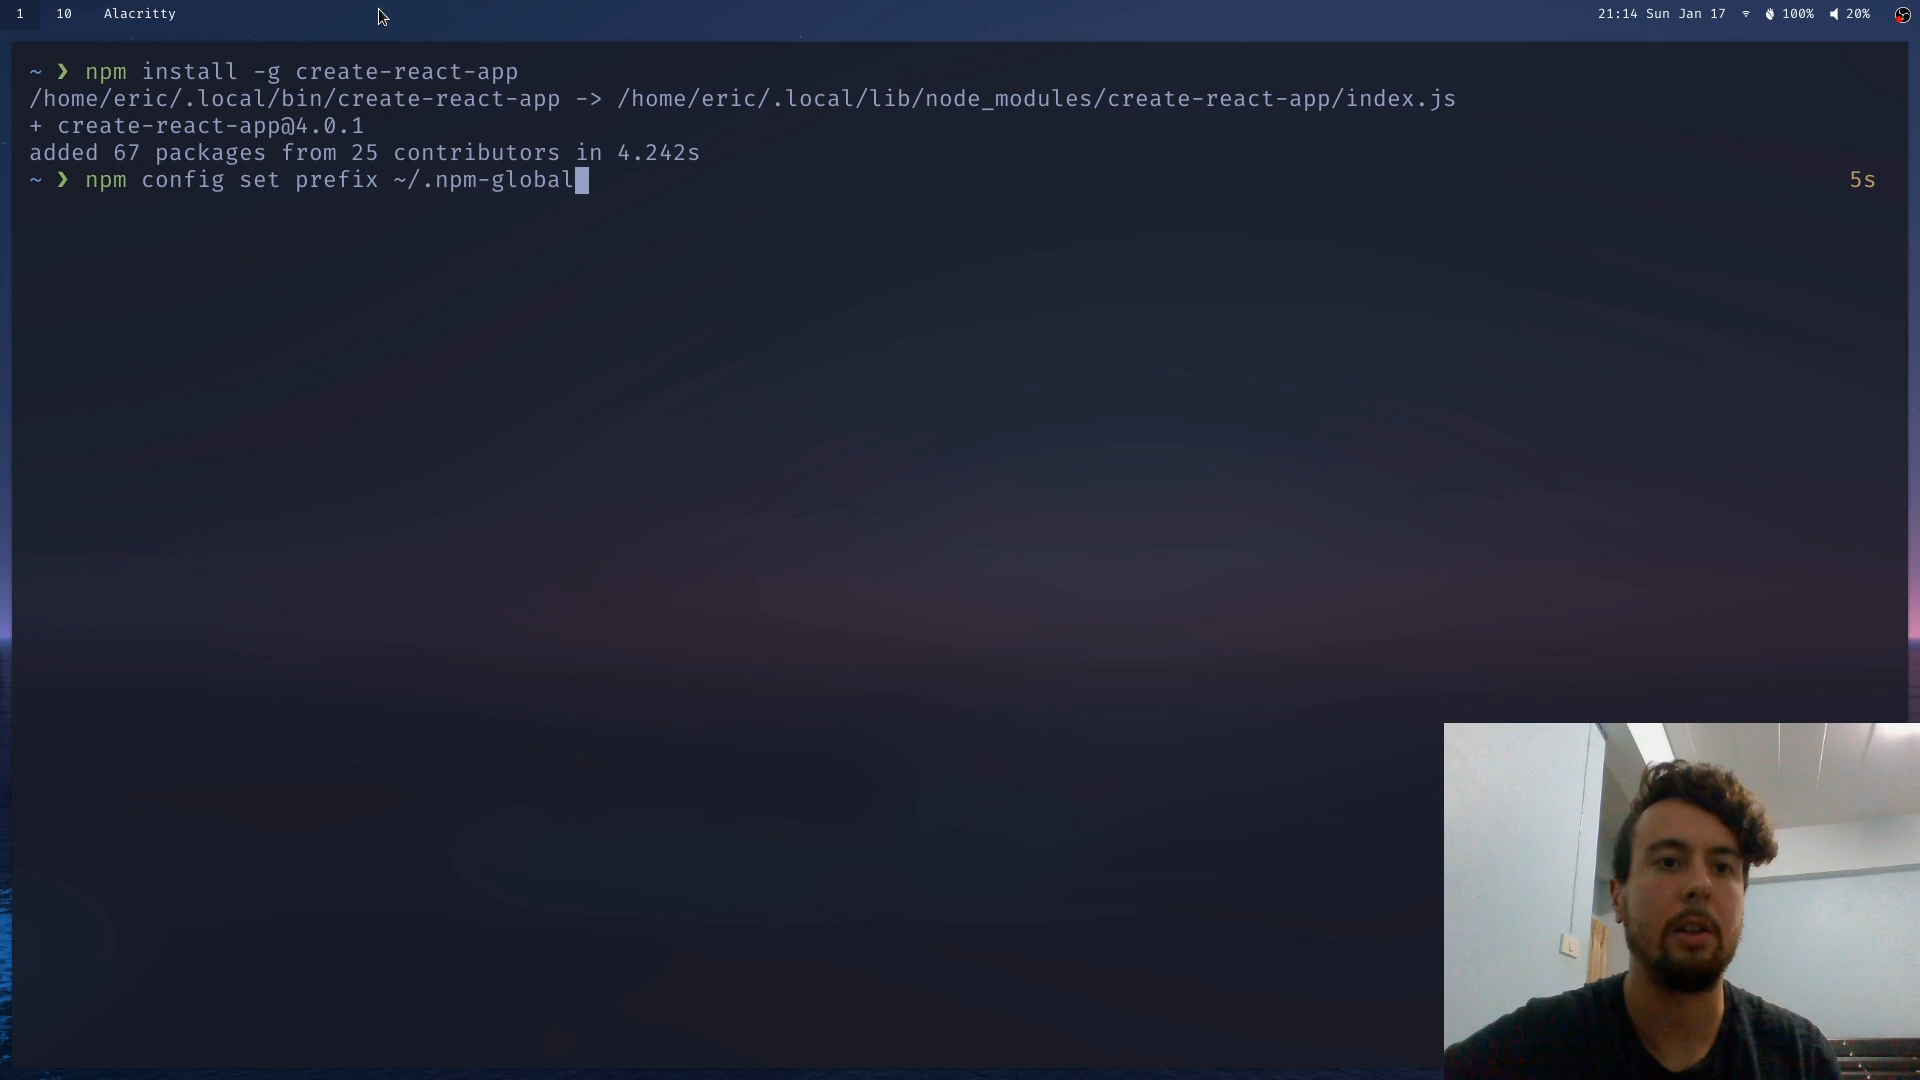 1 10 Alacritty 21:14 Sun Jan 17 100% 20%
~ ❯ npm install -g create-react-app
/home/eric/.local/bin/create-react-app -> /home/eric/.local/lib/node_modules/create-react-app/index.js
+ create-react-app@4.0.1
added 67 packages from 25 contributors in 4.242s
~ ❯ npm config set prefix ~/.npm-global 5s